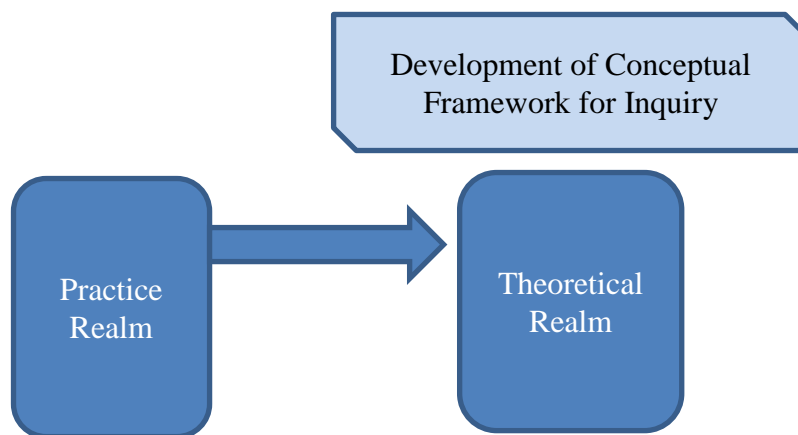 Development of Conceptual
Framework for Inquiry
Practice
Realm
Theoretical
Realm